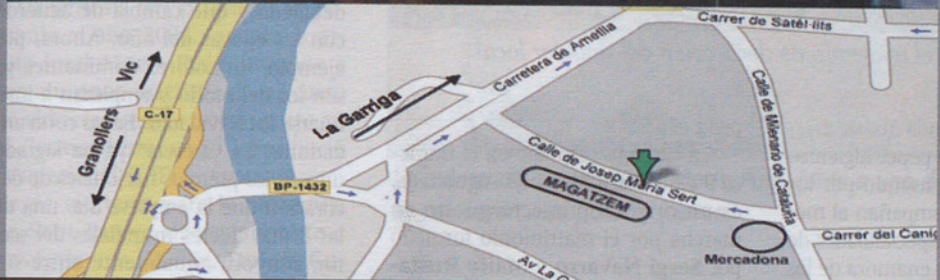 Carrer de Satèl·lits
Carretera de Ametlla
Vic
C-17
Granollers
La Garriga
Calle de Milenario de Cataluña
BP-1432
Calle de Josep Maria Sert
MAGATZEM
Carrer del Canig
Mercadona
Av La